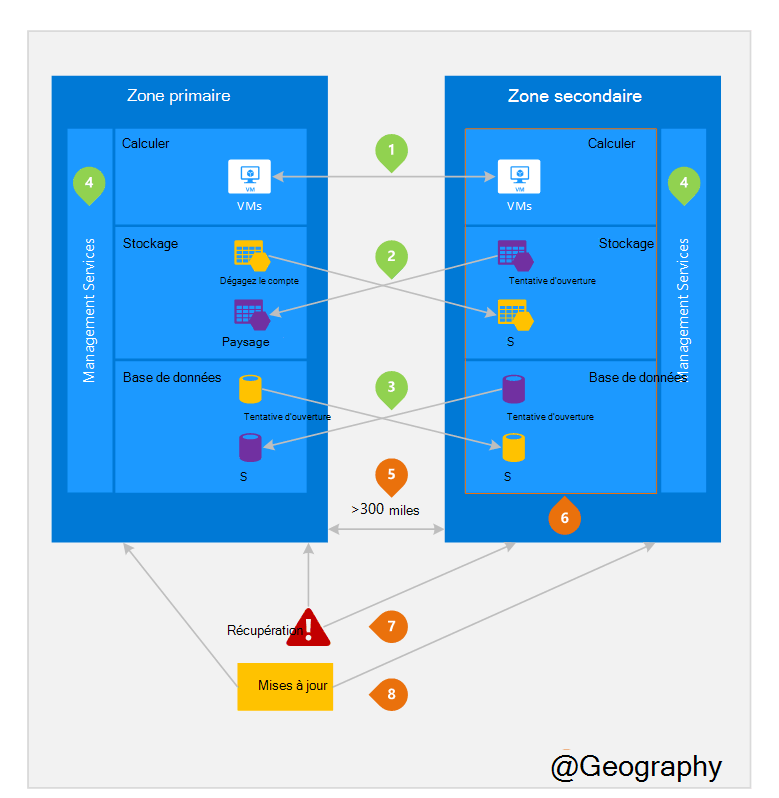 Zone primaire
Zone secondaire
Calculer
Calculer
1
4
4
VM
VM
VMs
VMs
Management Services
Management Services
Stockage
Stockage
2
Dégagez le compte
Tentative d'ouverture
Paysage
S
Base de données
Base de données
3
Tentative d'ouverture
Tentative d'ouverture
S
S
5
>300 miles
6
Récupération
!
7
Mises à jour
8
@Geography